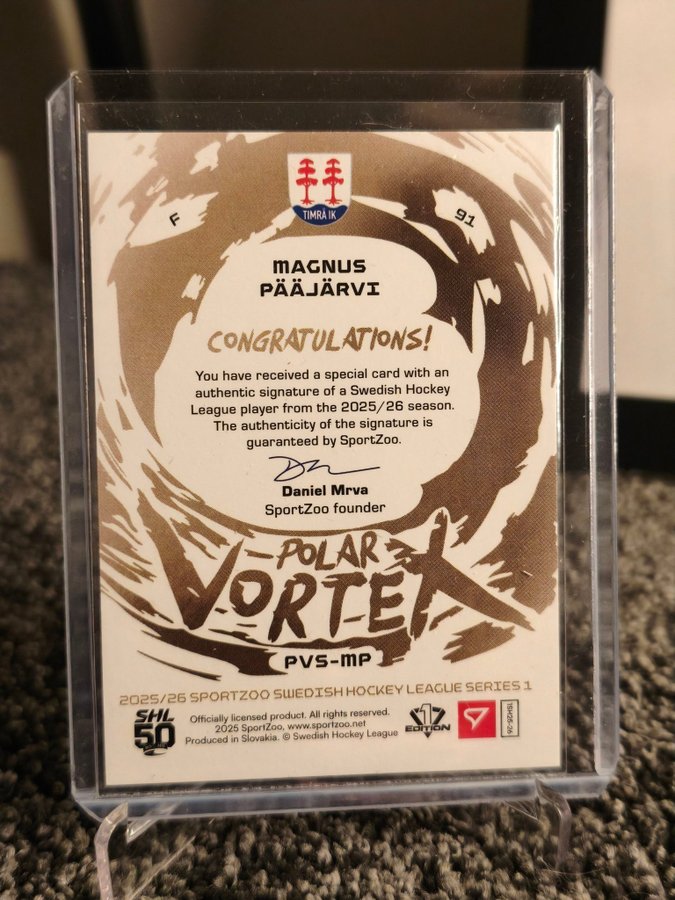 TIMRÅ IK
F
91
MAGNUS
PÄÄJÄRVI
CONGRATULATIONS!
You have received a special card with an
authentic signature of a Swedish Hockey
League player from the 2025/26 season.
The authenticity of the signature is
guaranteed by SportZoo.
Daniel Mrva
SportZoo founder
POLAR
VORTEX
PVS-MP
2025/26 SPORTZOO SWEDISH HOCKEY LEAGUE SERIES 1
SHL
50
Officially licensed product. All rights reserved.
2025 SportZoo, www.sportzoo.net
Produced in Slovakia. © Swedish Hockey League
1
EDITION
1SH25-26